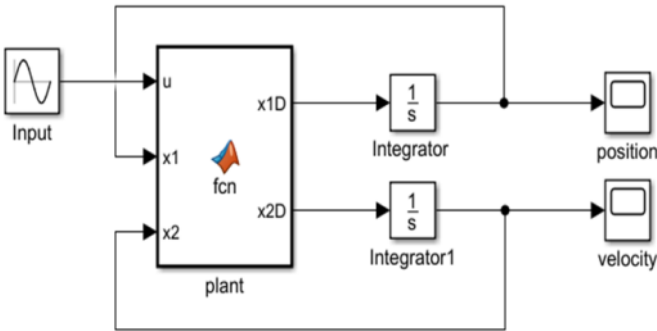 Input
u
x1
x2
fcn
x1D
x2D
plant
1
s
Integrator
1
s
Integrator1
position
velocity